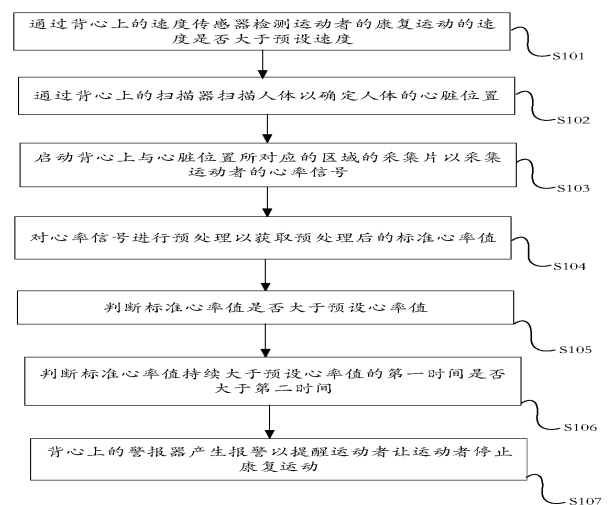 通过背心上的速度传感器检测运动者的康复运动的速
度是否大于预设速度
S101
通过背心上的扫描器扫描人体以确定人体的心脏位置
S102
启动背心上与心脏位置所对应的区域的采集片以采集
运动者的心率信号
S103
对心率信号进行预处理以获取预处理后的标准心率值
S104
判断标准心率值是否大于预设心率值
S105
判断标准心率值持续大于预设心率值的第一时间是否
大于第二时间
S106
背心上的警报器产生报警以提醒运动者让运动者停止
康复运动
S107